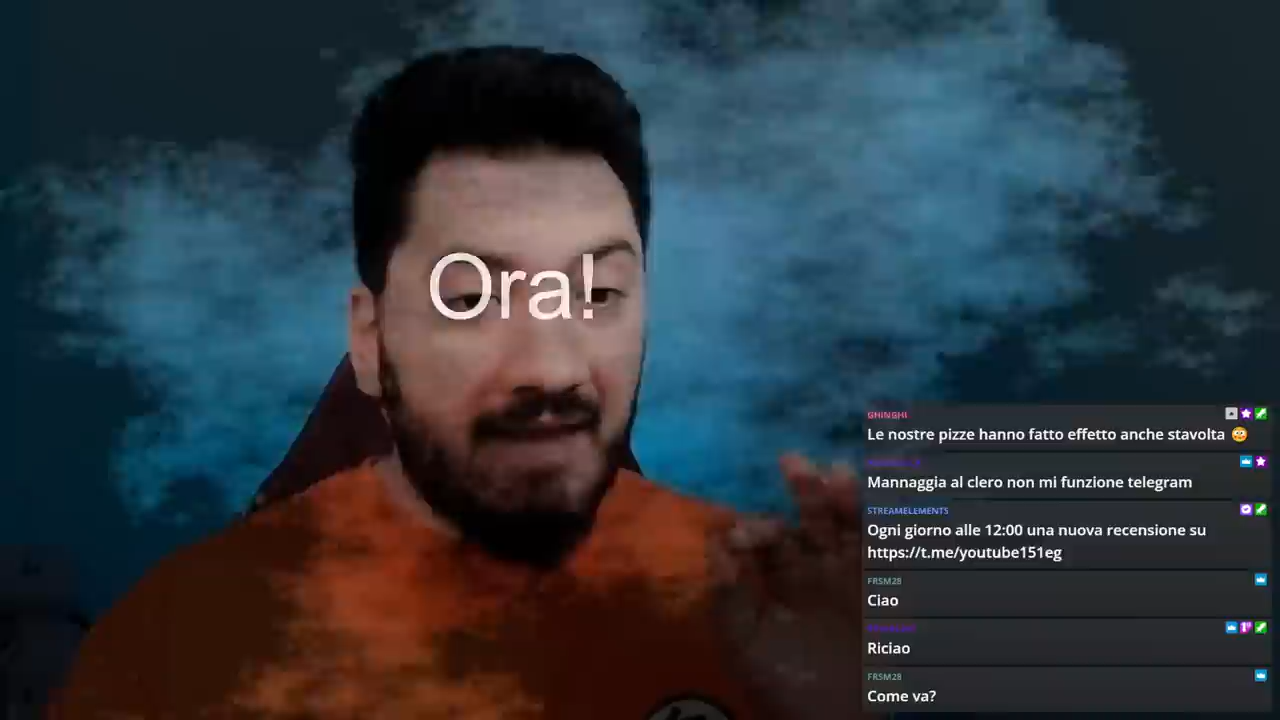 Ora!
GHINGHI
Le nostre pizze hanno fatto effetto anche stavolta
Mannaggia al clero non mi funzione telegram
STREAMELEMENTS
Ogni giorno alle 12:00 una nuova recensione su
https://t.me/youtube151eg
FRSM28
Ciao
Riciao
FRSM28
Come va?